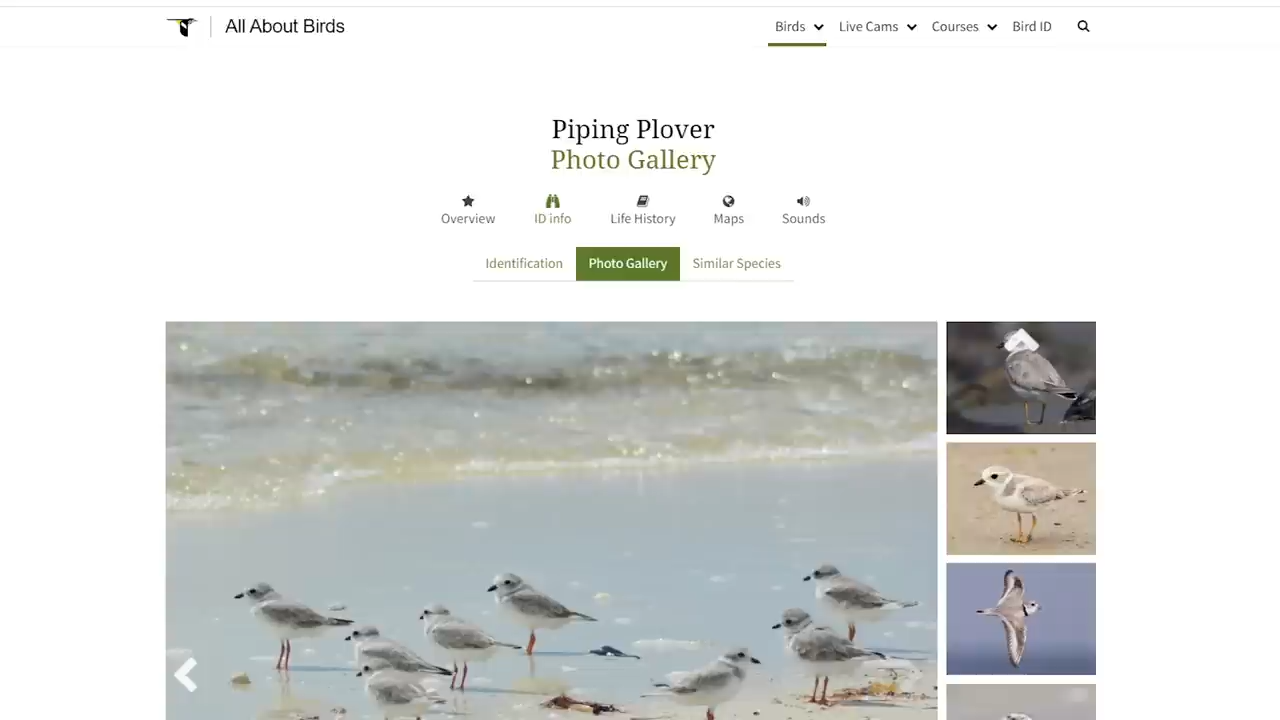 All About Birds
Birds
Live Cams
Courses
Bird ID
Piping Plover
Photo Gallery
Overview
ID info
Life History
Maps
Sounds
Identification
Photo Gallery
Similar Species